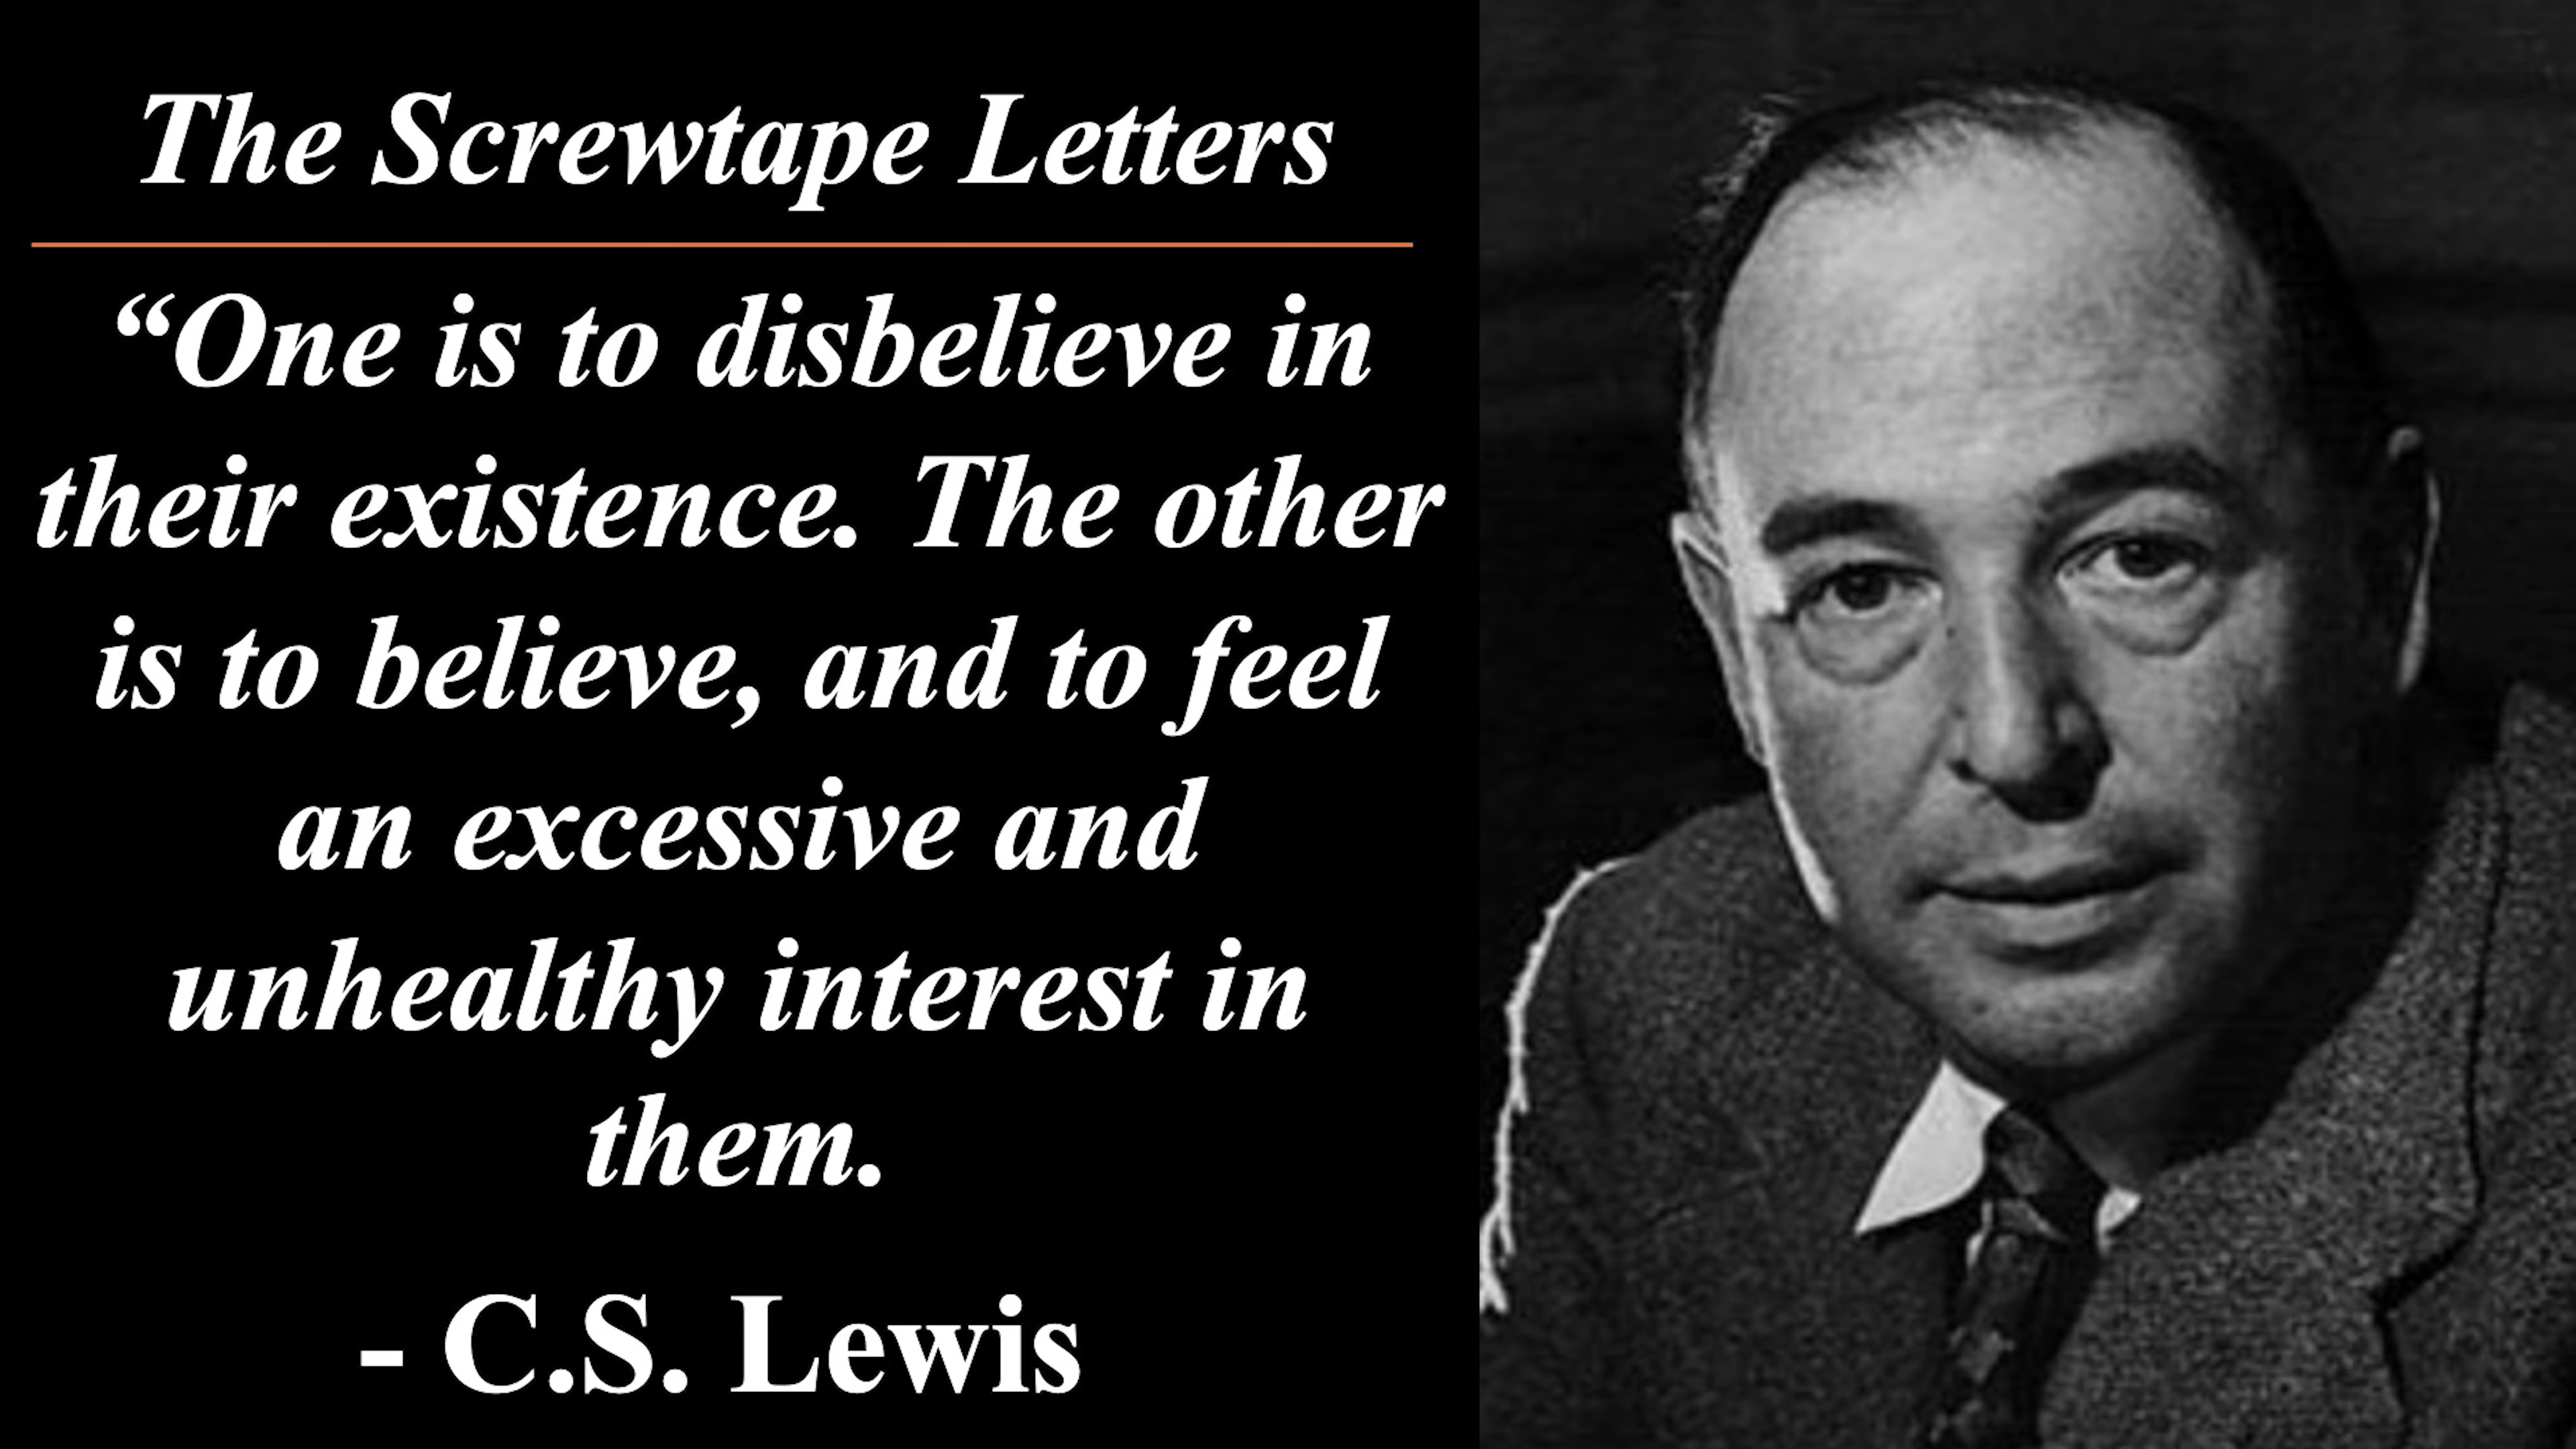 The Screwtape Letters
“One is to disbelieve in
their existence. The other
is to believe, and to feel
an excessive and
unhealthy interest in
them.
- C.S. Lewis